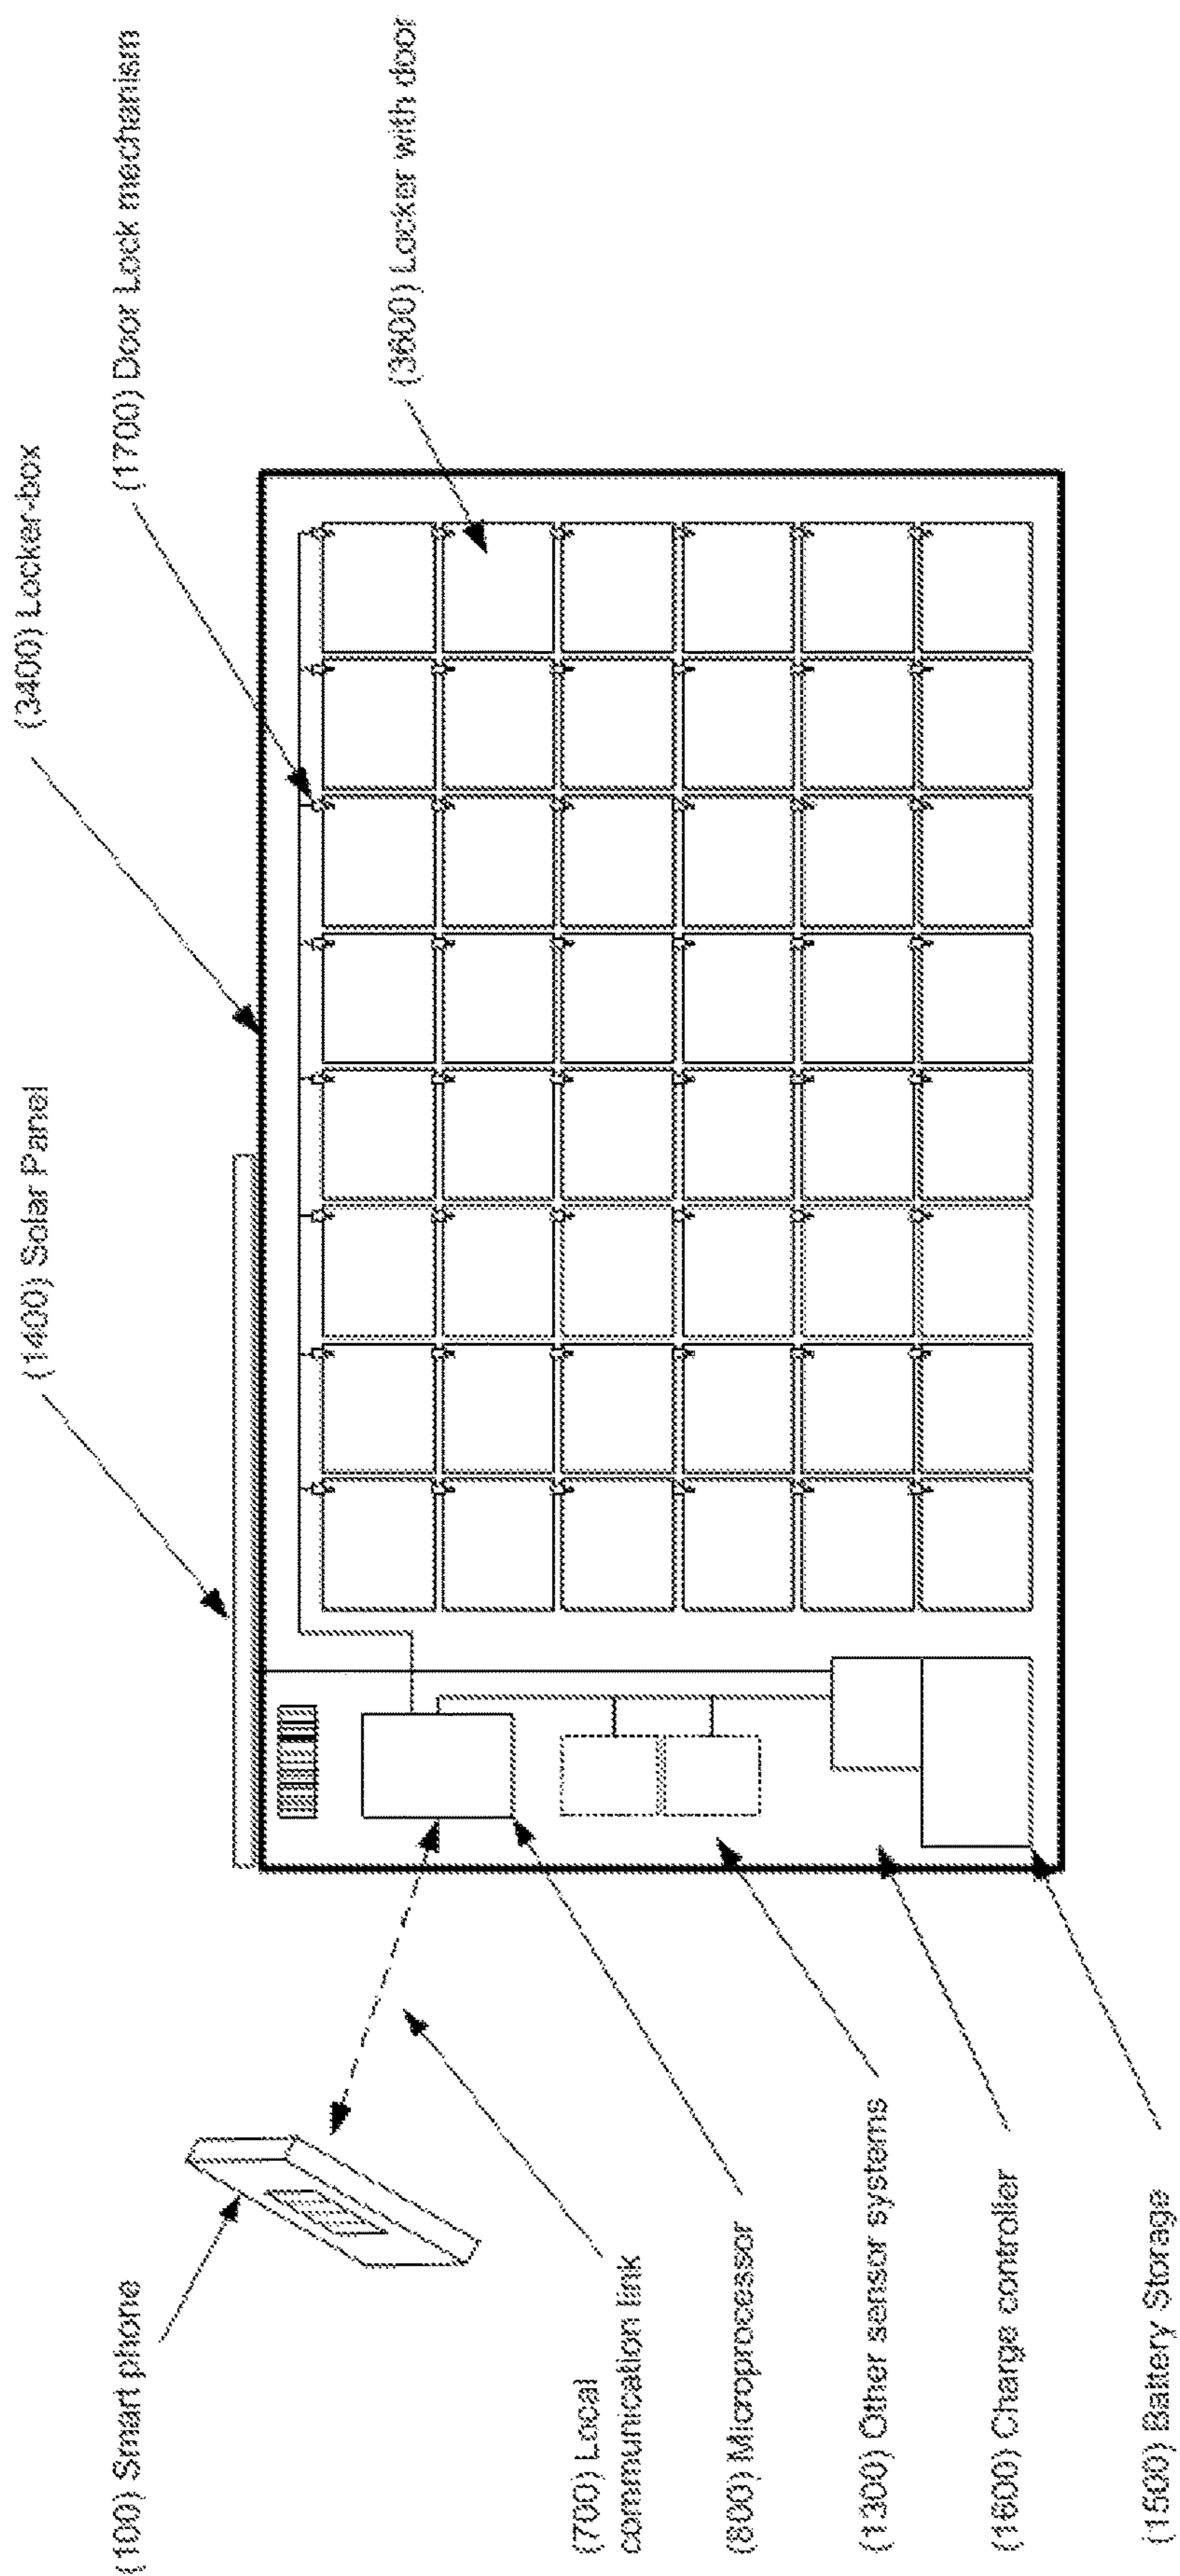 (100) Smart phone
(700) Local
communication link
(800) Microprocessor
(1300) Other sensor systems
(1600) Charge controller
(1500) Battery Storage
(1400) Solar Panel
(3400) Locker-box
(1700) Door Lock mechanism
(3600) Locker with door